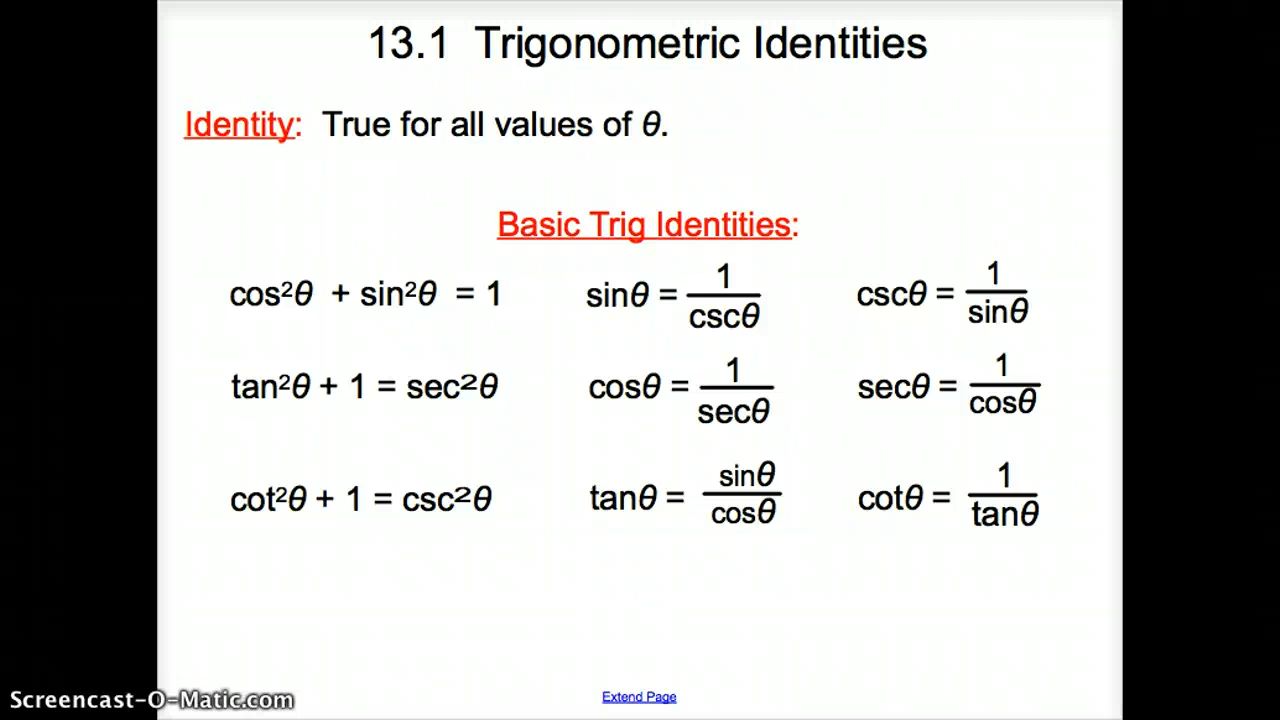 13.1 Trigonometric Identities
Identity: True for all values of θ.
Basic Trig Identities:
cos²θ + sin²θ = 1
sinθ = 1/cscθ
cscθ = 1/sinθ
tan²θ + 1 = sec²θ
cosθ = 1/secθ
secθ = 1/cosθ
cot²θ + 1 = csc²θ
tanθ = sinθ/cosθ
cotθ = 1/tanθ
Extend Page
Screencast-O-Matic.com